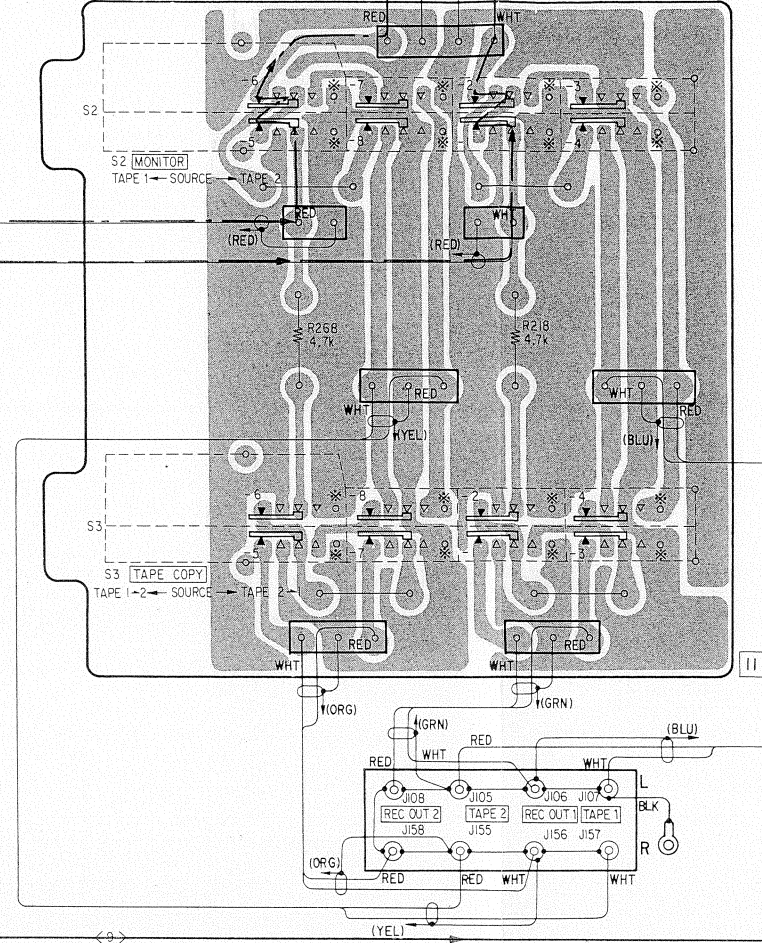 RED WHT
-6 -7 ※ -2 -3 ※
S2
-5 -8 ※ -1 -4 ※
S2 MONITOR
TAPE 1 ← SOURCE → TAPE 2
RED WHT
(RED) (RED)
R268 4.7k R218 4.7k
RED WHT
WHT RED
(YEL) (BLU)
6 -8 ※ -2 -4 ※
S3
-5 ※ -7 ※ -3 ※
S3 TAPE COPY
TAPE 1-2 ← SOURCE → TAPE 2-1
RED RED
WHT WHT
11
(ORG) (GRN)
(GRN) RED (BLU)
WHT
RED WHT
L
J108 J105 J106 J107 BLK
REC OUT 2 TAPE 2 REC OUT 1 TAPE 1
J158 J155 J156 J157
R
(ORG)
RED RED WHT WHT
(YEL)
9